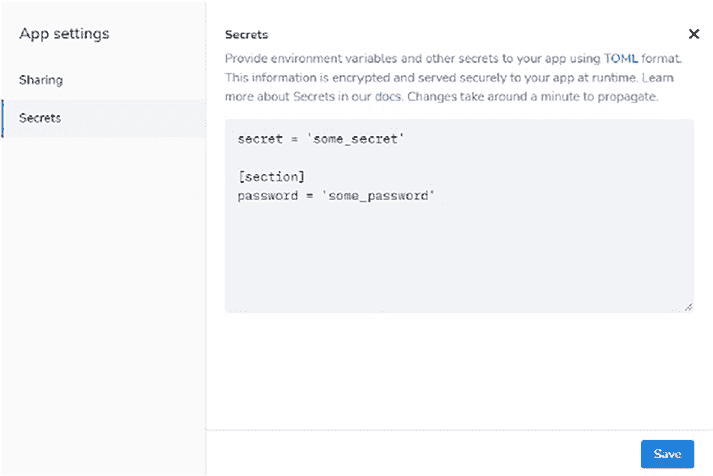 App settings
Sharing
Secrets
Secrets
Provide environment variables and other secrets to your app using TOML format.
This information is encrypted and served securely to your app at runtime. Learn
more about Secrets in our docs. Changes take around a minute to propagate.
secret = 'some_secret'
[section]
password = 'some_password'
Save